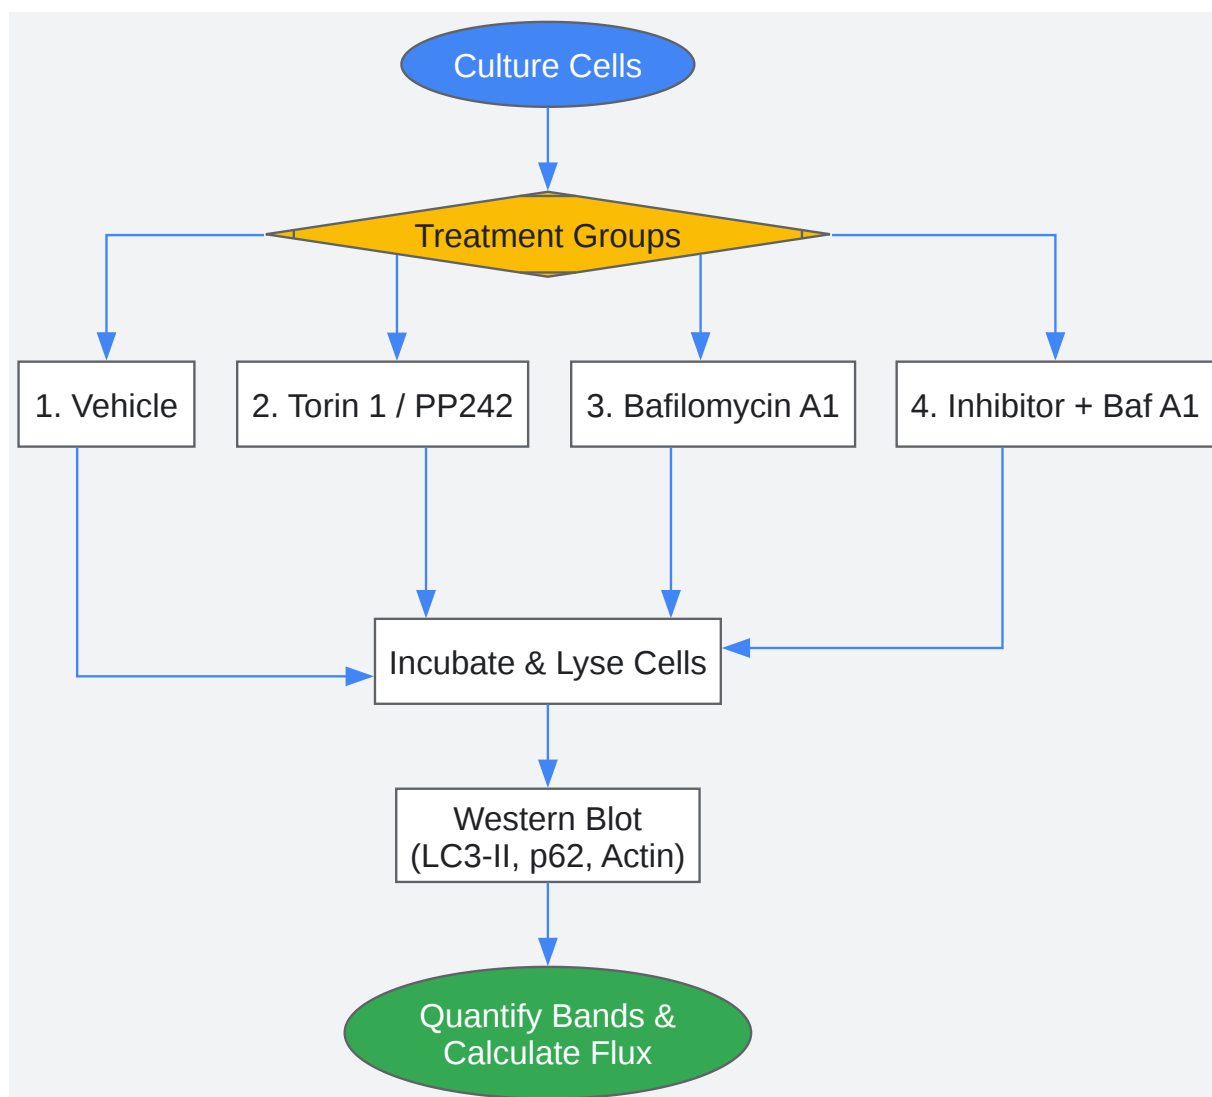 Culture Cells
Treatment Groups
1. Vehicle
2. Torin 1 / PP242
3. Bafilomycin A1
4. Inhibitor + Baf A1
Incubate & Lyse Cells
Western Blot
(LC3-II, p62, Actin)
Quantify Bands &
Calculate Flux